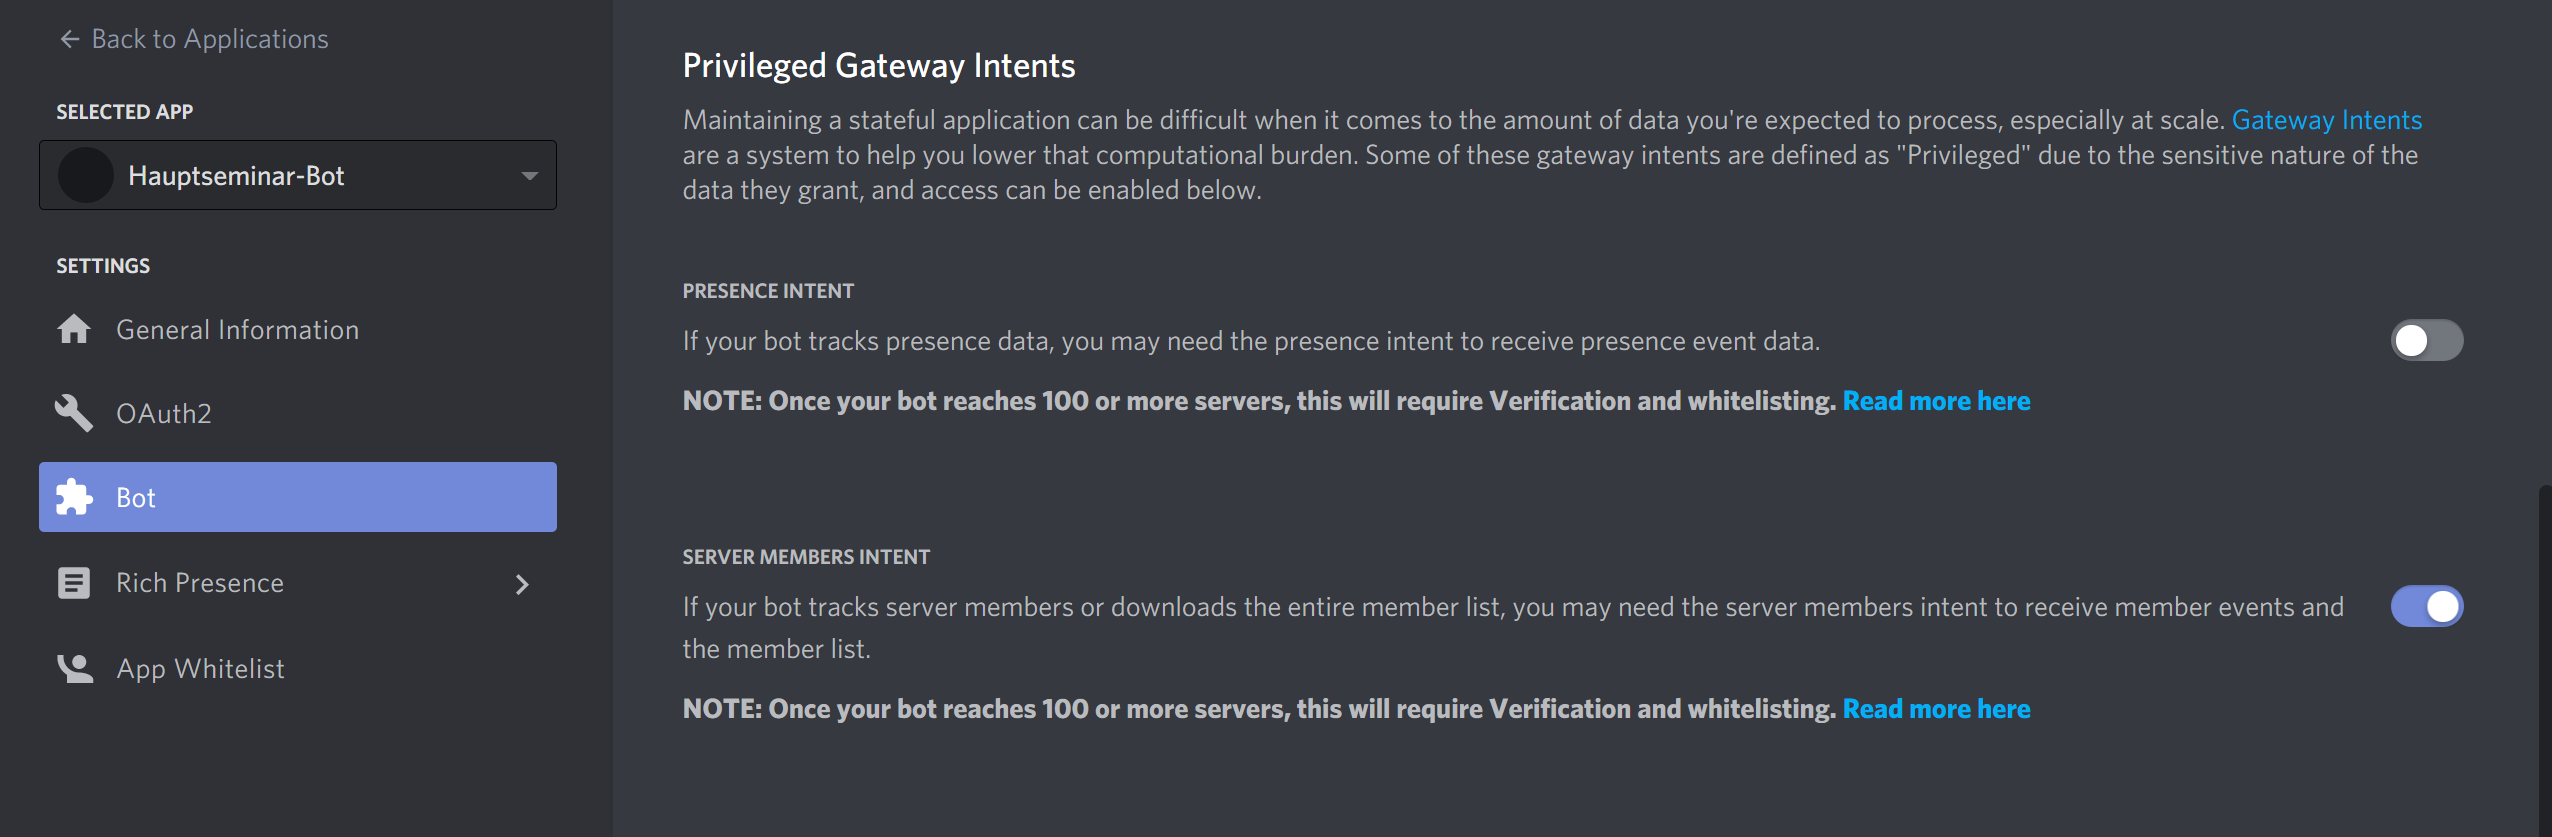 Back to Applications
SELECTED APP
Hauptseminar-Bot
SETTINGS
General Information
OAuth2
Bot
Rich Presence
App Whitelist
Privileged Gateway Intents
Maintaining a stateful application can be difficult when it comes to the amount of data you're expected to process, especially at scale. Gateway Intents
are a system to help you lower that computational burden. Some of these gateway intents are defined as "Privileged" due to the sensitive nature of the
data they grant, and access can be enabled below.
PRESENCE INTENT
If your bot tracks presence data, you may need the presence intent to receive presence event data.
NOTE: Once your bot reaches 100 or more servers, this will require Verification and whitelisting. Read more here
SERVER MEMBERS INTENT
If your bot tracks server members or downloads the entire member list, you may need the server members intent to receive member events and
the member list.
NOTE: Once your bot reaches 100 or more servers, this will require Verification and whitelisting. Read more here